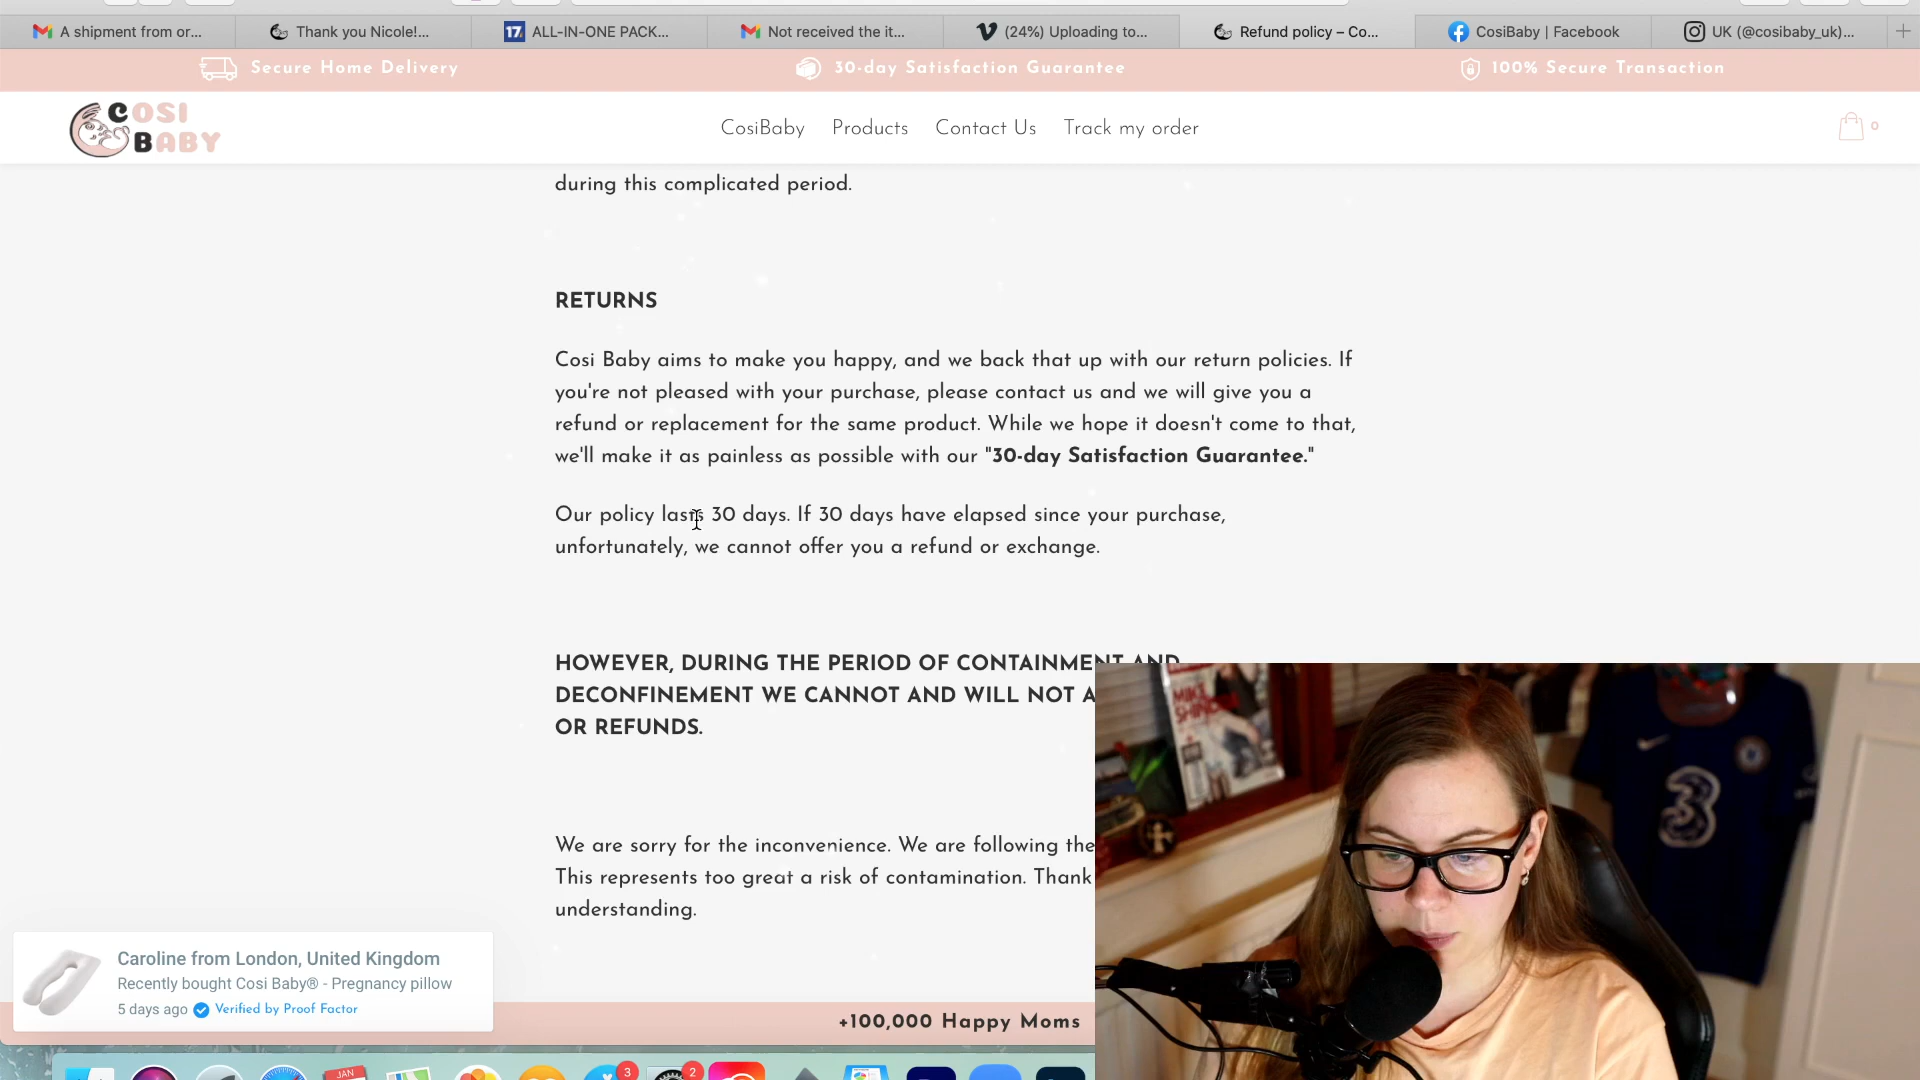 A shipment from or...
Thank you Nicole!...
17 ALL-IN-ONE PACK...
Not received the it...
(24%) Uploading to...
Refund policy – Co...
CosiBaby | Facebook
UK (@cosibaby_uk)...
Secure Home Delivery
30-day Satisfaction Guarantee
100% Secure Transaction
COSI
BABY
CosiBaby Products Contact Us Track my order
0
during this complicated period.
RETURNS
Cosi Baby aims to make you happy, and we back that up with our return policies. If
you're not pleased with your purchase, please contact us and we will give you a
refund or replacement for the same product. While we hope it doesn't come to that,
we'll make it as painless as possible with our "30-day Satisfaction Guarantee."
Our policy lasts 30 days. If 30 days have elapsed since your purchase,
unfortunately, we cannot offer you a refund or exchange.
HOWEVER, DURING THE PERIOD OF CONTAINMENT AND
DECONFINEMENT WE CANNOT AND WILL NOT A
OR REFUNDS.
We are sorry for the inconvenience. We are following the
This represents too great a risk of contamination. Thank
understanding.
Caroline from London, United Kingdom
Recently bought Cosi Baby® - Pregnancy pillow
5 days ago Verified by Proof Factor
+100,000 Happy Moms
JAN
3
2
3